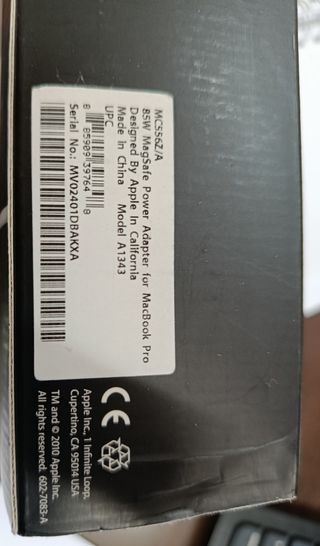 MC556Z/A
85W MagSafe Power Adapter for MacBook Pro
Designed By Apple In California
Made In China Model A1343
UPC
8 85909 39764 8
Serial No.: MV02401DBAKXA
CE
Apple Inc., 1 Infinite Loop.
Cupertino, CA 95014 USA
TM and © 2010 Apple Inc.
All rights reserved. 602-7083-A